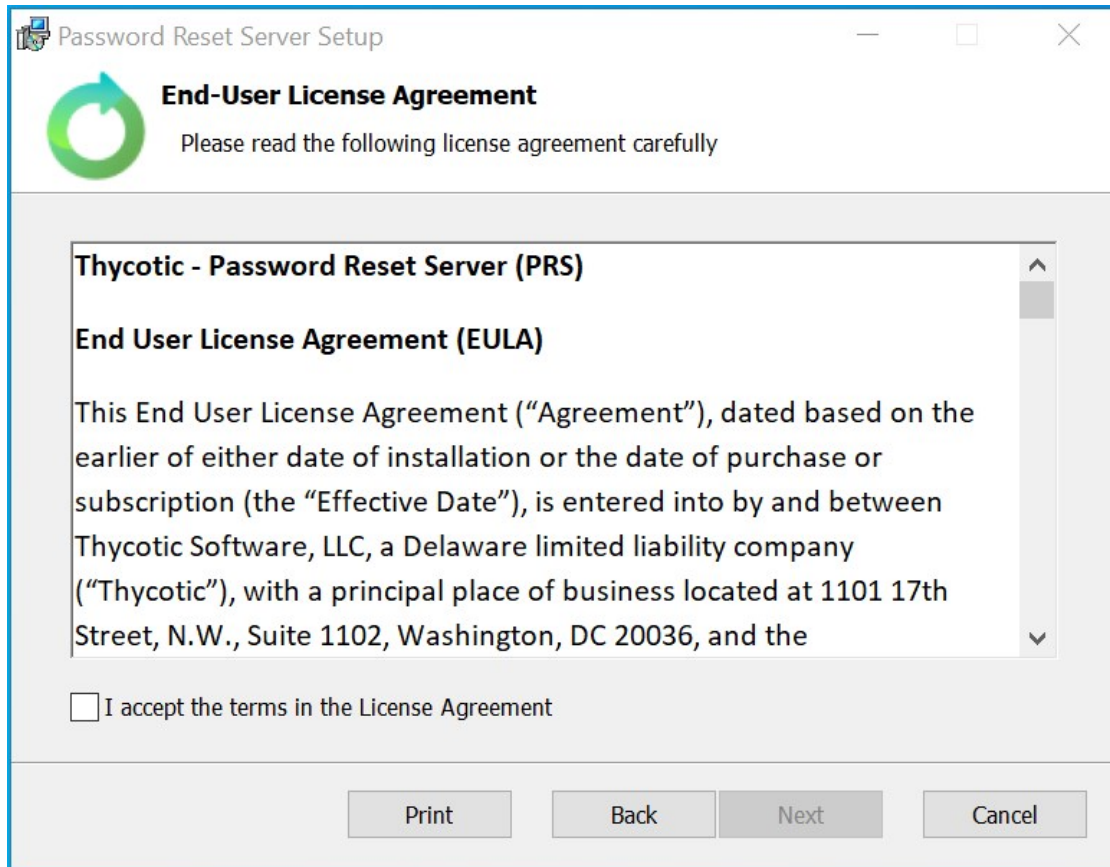 Password Reset Server Setup
End-User License Agreement
Please read the following license agreement carefully
Thycotic - Password Reset Server (PRS)
End User License Agreement (EULA)
This End User License Agreement (“Agreement”), dated based on the
earlier of either date of installation or the date of purchase or
subscription (the “Effective Date”), is entered into by and between
Thycotic Software, LLC, a Delaware limited liability company
(“Thycotic”), with a principal place of business located at 1101 17th
Street, N.W., Suite 1102, Washington, DC 20036, and the
I accept the terms in the License Agreement
Print Back Next Cancel